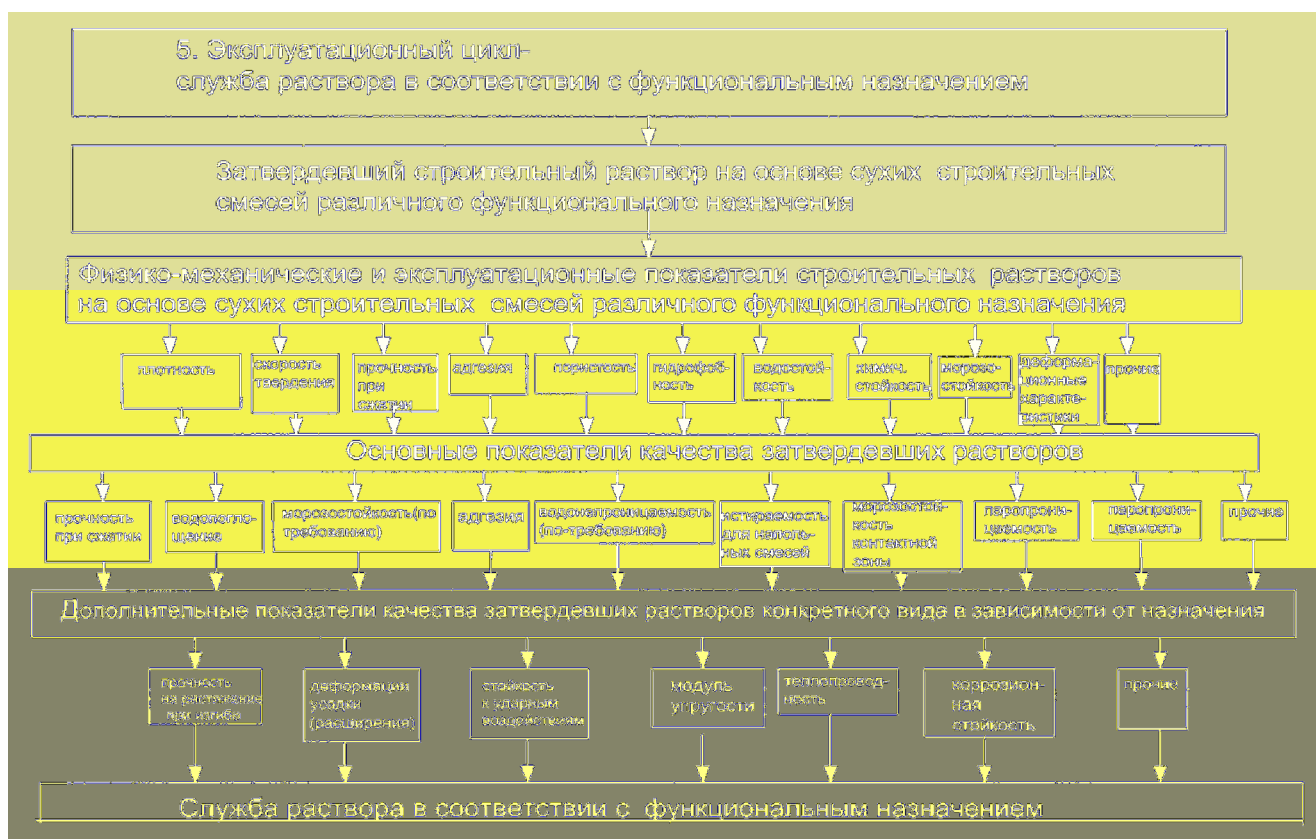 5. Эксплуатационный цикл-
служба раствора в соответствии с функциональным назначением
Затвердевший строительный раствор на основе сухих строительных
смесей различного функционального назначения
Физико-механические и эксплуатационные показатели строительных растворов
на основе сухих строительных смесей различного функционального назначения
плотность
скорость
твердения
прочность
при
сжатии
адгезия
пористость
гидрофоб-
ность
водостой-
кость
химич.
стойкость
морозо-
стойкость
деформа-
ционные
характе-
ристики
прочие
Основные показатели качества затвердевших растворов
прочность
при сжатии
водопогло-
щение
морозостойкость(по
требованию)
адгезия
водонепроницаемость
(по-требованию)
истираемость
для наполь-
ных смесей
морозостой-
кость
контактной
зоны
паропрони-
цаемость
паропрони-
цаемость
прочие
Дополнительные показатели качества затвердевших растворов конкретного вида в зависимости от назначения
прочность
на растяжение
при изгибе
деформации
усадки
(расширения)
стойкость
к ударным
воздействиям
модуль
упругости
теплопровод-
ность
коррозион-
ная
стойкость
прочие
Служба раствора в соответствии с функциональным назначением